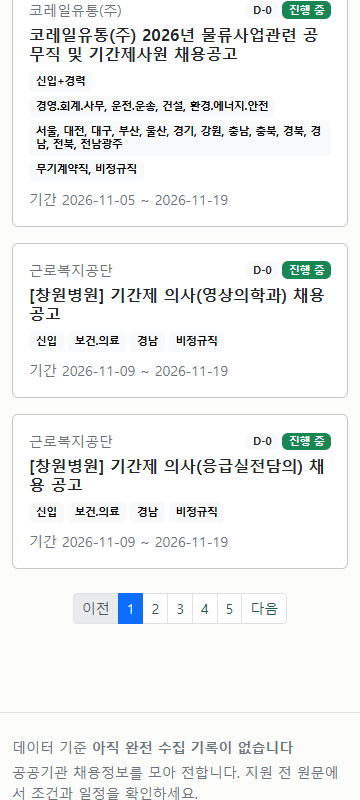 코레일유통(주) D-0 진행 중
코레일유통(주) 2026년 물류사업관련 공
무직 및 기간제사원 채용공고
신입+경력
경영.회계.사무, 운전.운송, 건설, 환경.에너지.안전
서울, 대전, 대구, 부산, 울산, 경기, 강원, 충남, 충북, 경북, 경
남, 전북, 전남광주
무기계약직, 비정규직
기간 2026-11-05 ~ 2026-11-19
근로복지공단 D-0 진행 중
[창원병원] 기간제 의사(영상의학과) 채용
공고
신입 보건.의료 경남 비정규직
기간 2026-11-09 ~ 2026-11-19
근로복지공단 D-0 진행 중
[창원병원] 기간제 의사(응급실전담의) 채
용 공고
신입 보건.의료 경남 비정규직
기간 2026-11-09 ~ 2026-11-19
이전 1 2 3 4 5 다음
데이터 기준 아직 완전 수집 기록이 없습니다
공공기관 채용정보를 모아 전합니다. 지원 전 원문에
서 조건과 일정을 확인하세요.